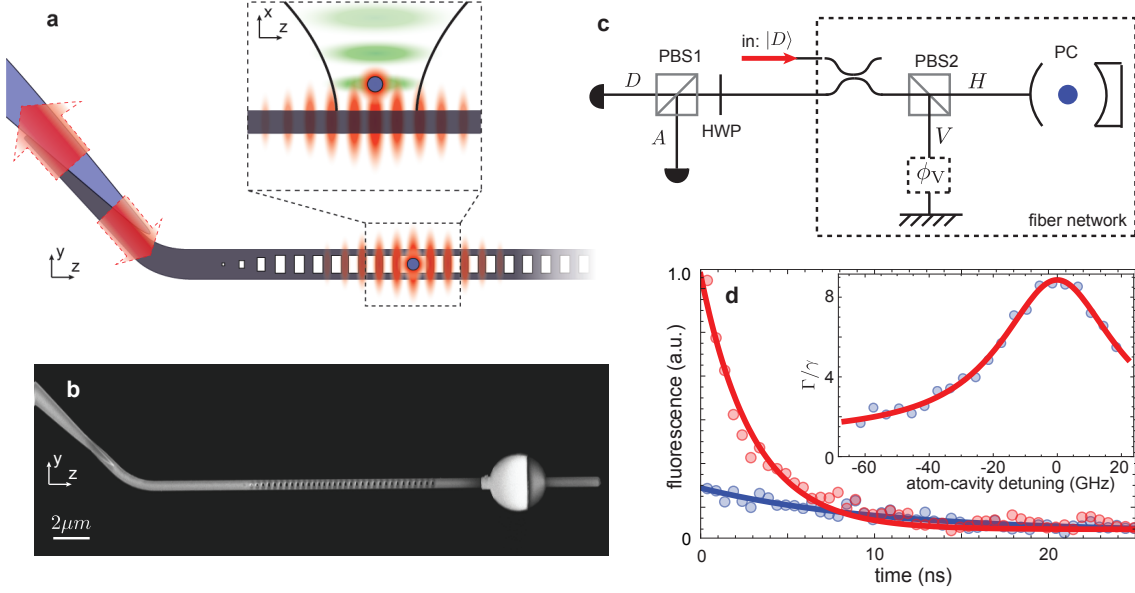 a
x
z
y
z
b
y
z
2μm
c
in: |D⟩
PBS1
PBS2
PC
D
H
HWP
A
V
ϕV
fiber network
d
1.0
fluorescence (a.u.)
0
0
10
20
time (ns)
8
Γ/γ
4
0
-60
-40
-20
0
20
atom-cavity detuning (GHz)